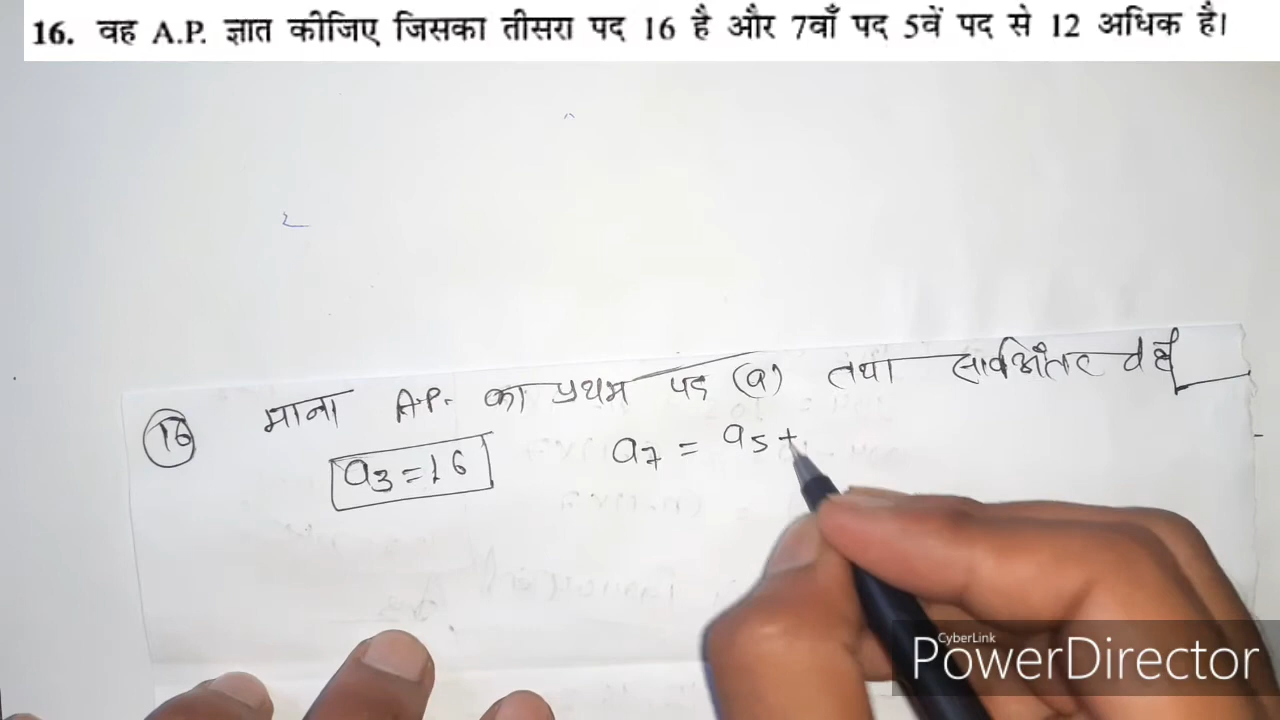 16. वह A.P. ज्ञात कीजिए जिसका तीसरा पद 16 है और 7वाँ पद 5वें पद से 12 अधिक है।
16 माना A.P. का प्रथम पद (a) तथा सार्वअंतर d है
a3 = 16 a7 = a5 +
CyberLink
PowerDirector